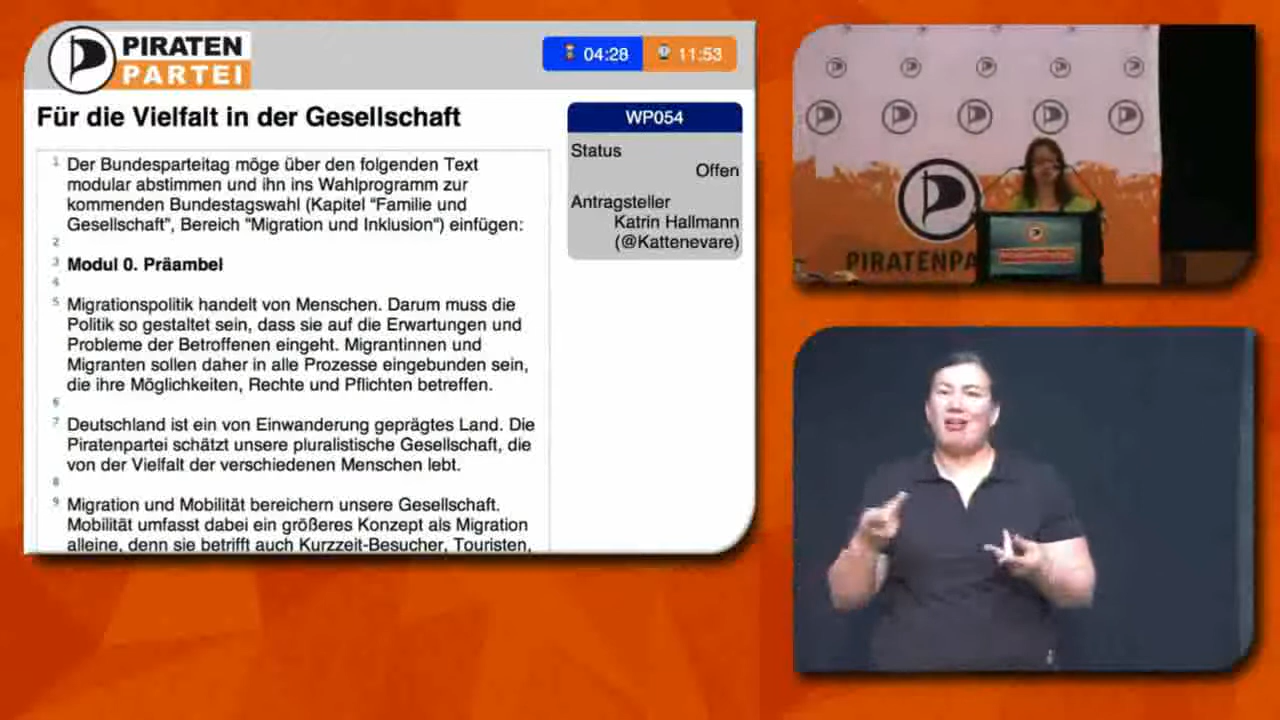 PIRATEN
PARTEI
04:28
11:53
Für die Vielfalt in der Gesellschaft
WP054
Status
Offen
Antragsteller
Katrin Hallmann
(@Kattenevare)
1 Der Bundesparteitag möge über den folgenden Text
modular abstimmen und ihn ins Wahlprogramm zur
kommenden Bundestagswahl (Kapitel “Familie und
Gesellschaft”, Bereich “Migration und Inklusion“) einfügen:
2
3 Modul 0. Präambel
4
5 Migrationspolitik handelt von Menschen. Darum muss die
Politik so gestaltet sein, dass sie auf die Erwartungen und
Probleme der Betroffenen eingeht. Migrantinnen und
Migranten sollen daher in alle Prozesse eingebunden sein,
die ihre Möglichkeiten, Rechte und Pflichten betreffen.
6
7 Deutschland ist ein von Einwanderung geprägtes Land. Die
Piratenpartei schätzt unsere pluralistische Gesellschaft, die
von der Vielfalt der verschiedenen Menschen lebt.
8
9 Migration und Mobilität bereichern unsere Gesellschaft.
Mobilität umfasst dabei ein größeres Konzept als Migration
alleine, denn sie betrifft auch Kurzzeit-Besucher, Touristen,
PIRATENPA